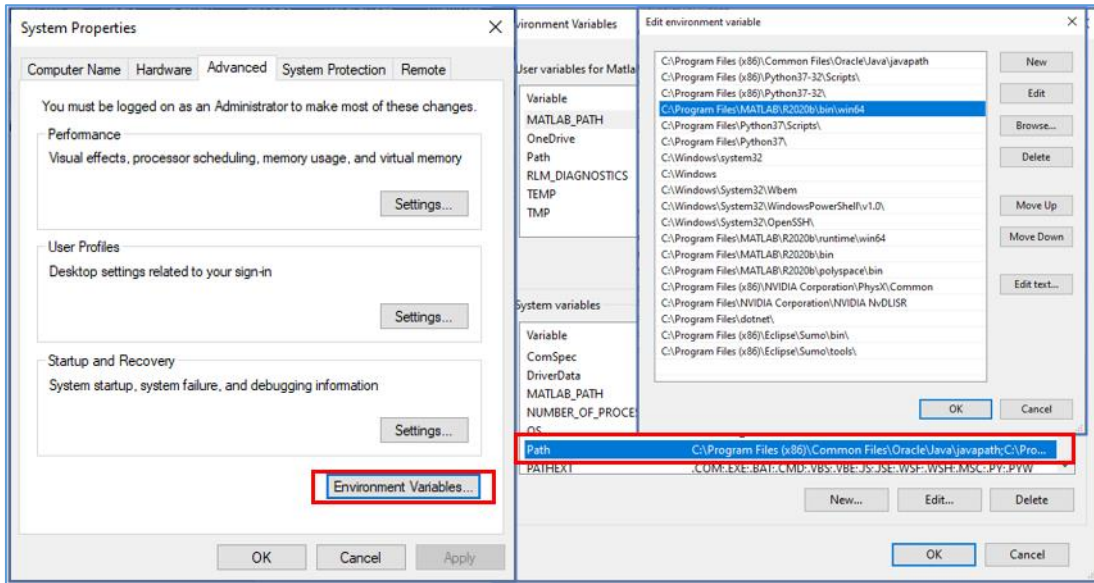 System Properties
Computer Name Hardware Advanced System Protection Remote
You must be logged on as an Administrator to make most of these changes.
Performance
Visual effects, processor scheduling, memory usage, and virtual memory
Settings...
User Profiles
Desktop settings related to your sign-in
Settings...
Startup and Recovery
System startup, system failure, and debugging information
Settings...
Environment Variables...
OK Cancel Apply
vironment Variables
User variables for Matla
Variable
MATLAB_PATH
OneDrive
Path
RLM_DIAGNOSTICS
TEMP
TMP
System variables
Variable
ComSpec
DriverData
MATLAB_PATH
NUMBER_OF_PROCE
OS
Path C:\Program Files (x86)\Common Files\Oracle\Java\javapath;C:\Pro...
PATHEXT .COM;.EXE;.BAT;.CMD;.VBS;.VBE;.JS;.JSE;.WSF;.WSH;.MSC;.PY;.PYW
New... Edit... Delete
OK Cancel
Edit environment variable
C:\Program Files (x86)\Common Files\Oracle\Java\javapath
C:\Program Files (x86)\Python37-32\Scripts\
C:\Program Files (x86)\Python37-32\
C:\Program Files\MATLAB\R2020b\bin\win64
C:\Program Files\Python37\Scripts\
C:\Program Files\Python37\
C:\Windows\system32
C:\Windows
C:\Windows\System32\Wbem
C:\Windows\System32\WindowsPowerShell\v1.0\
C:\Windows\System32\OpenSSH\
C:\Program Files\MATLAB\R2020b\runtime\win64
C:\Program Files\MATLAB\R2020b\bin
C:\Program Files\MATLAB\R2020b\polyspace\bin
C:\Program Files (x86)\NVIDIA Corporation\PhysX\Common
C:\Program Files\NVIDIA Corporation\NVIDIA NvDLISR
C:\Program Files\dotnet\
C:\Program Files (x86)\Eclipse\Sumo\bin\
C:\Program Files (x86)\Eclipse\Sumo\tools\
New
Edit
Browse...
Delete
Move Up
Move Down
Edit text...
OK Cancel